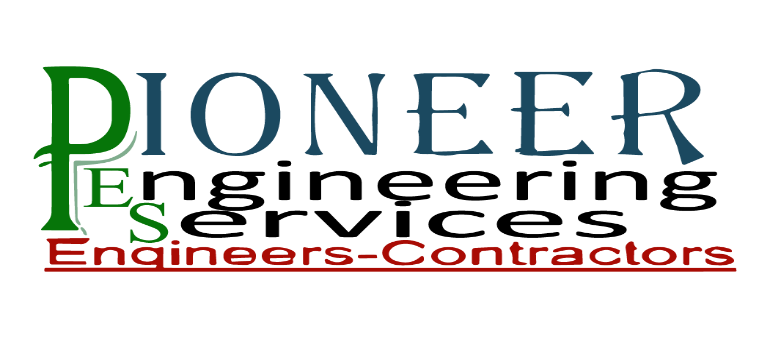 PIONEER
Engineering
Services
Engineers-Contractors